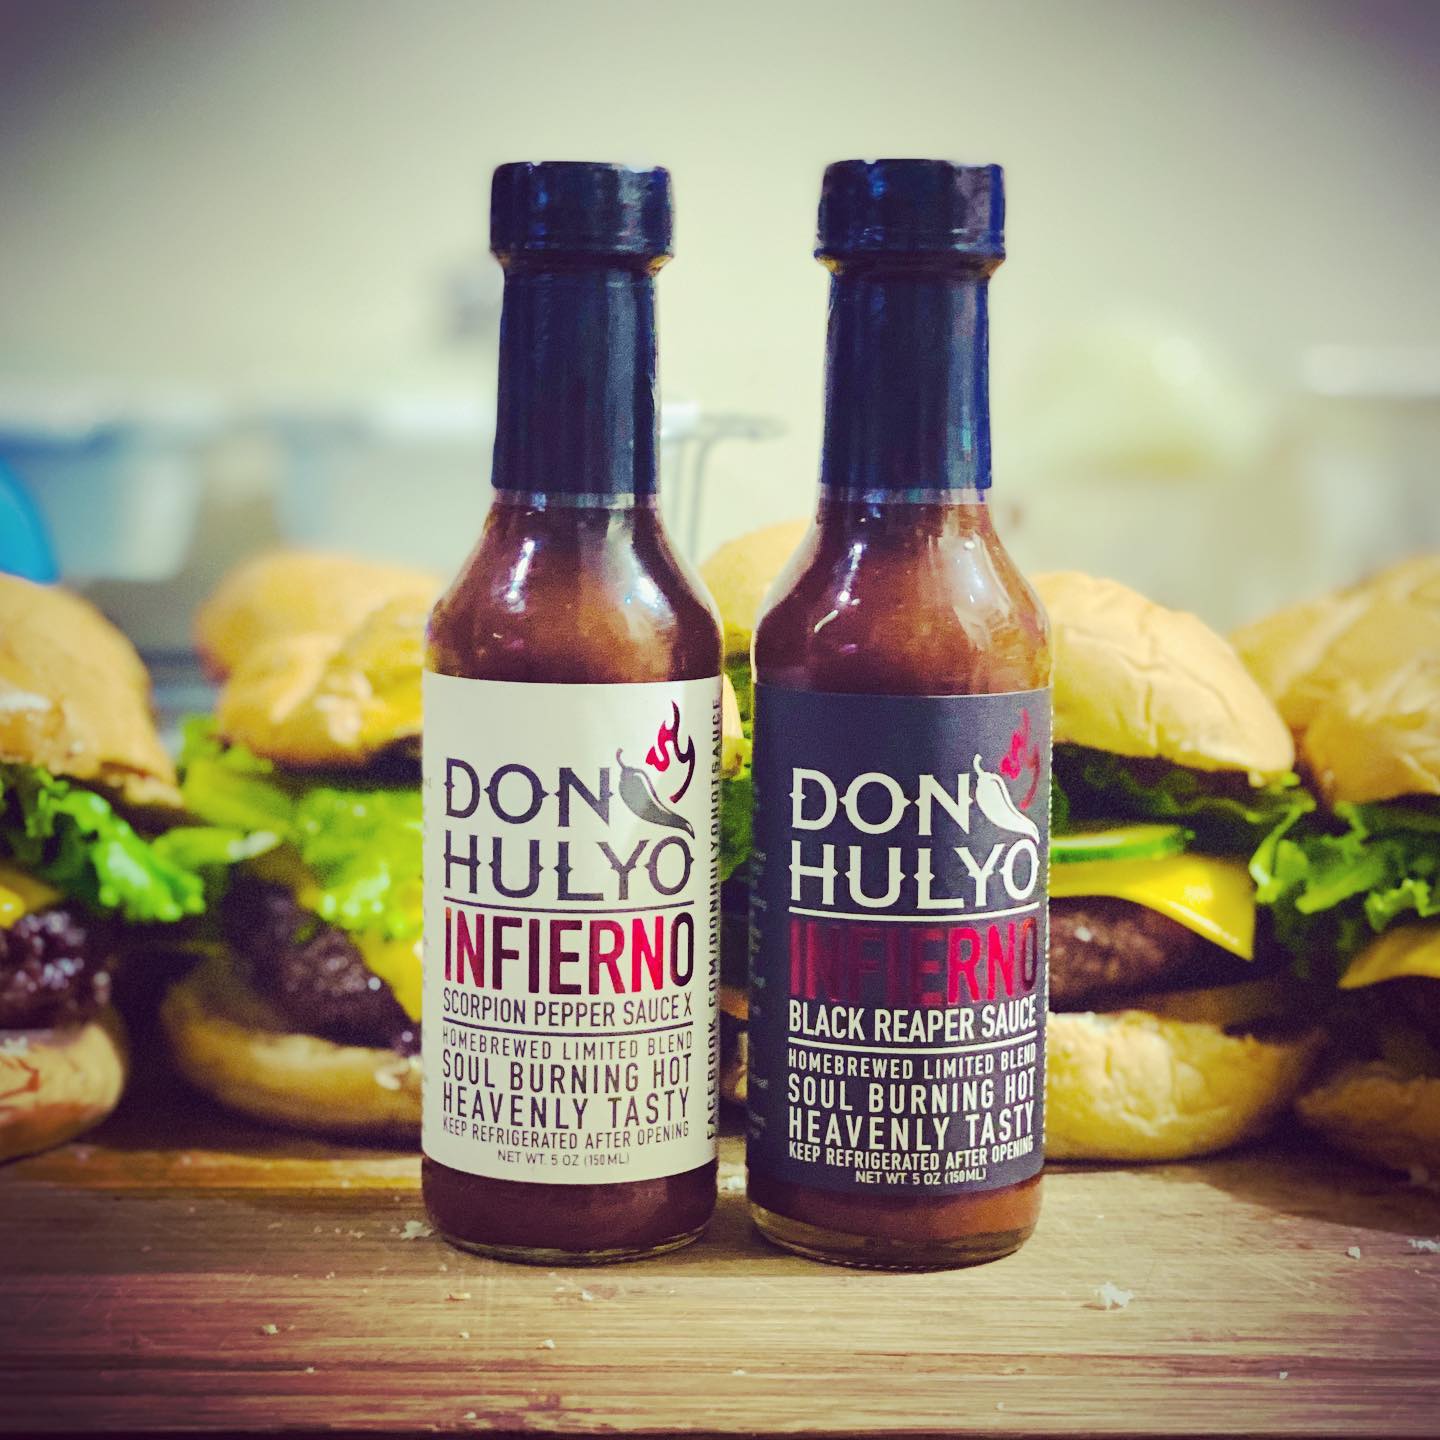 DON
HULYO
INFIERNO
SCORPION PEPPER SAUCE X
HOMEBREWED LIMITED BLEND
SOUL BURNING HOT
HEAVENLY TASTY
KEEP REFRIGERATED AFTER OPENING
NET WT. 5 OZ (150ML)
FACEBOOK.COM/DONHULYOHOTSAUCE
DON
HULYO
INFIERNO
BLACK REAPER SAUCE
HOMEBREWED LIMITED BLEND
SOUL BURNING HOT
HEAVENLY TASTY
KEEP REFRIGERATED AFTER OPENING
NET WT. 5 OZ (150ML)